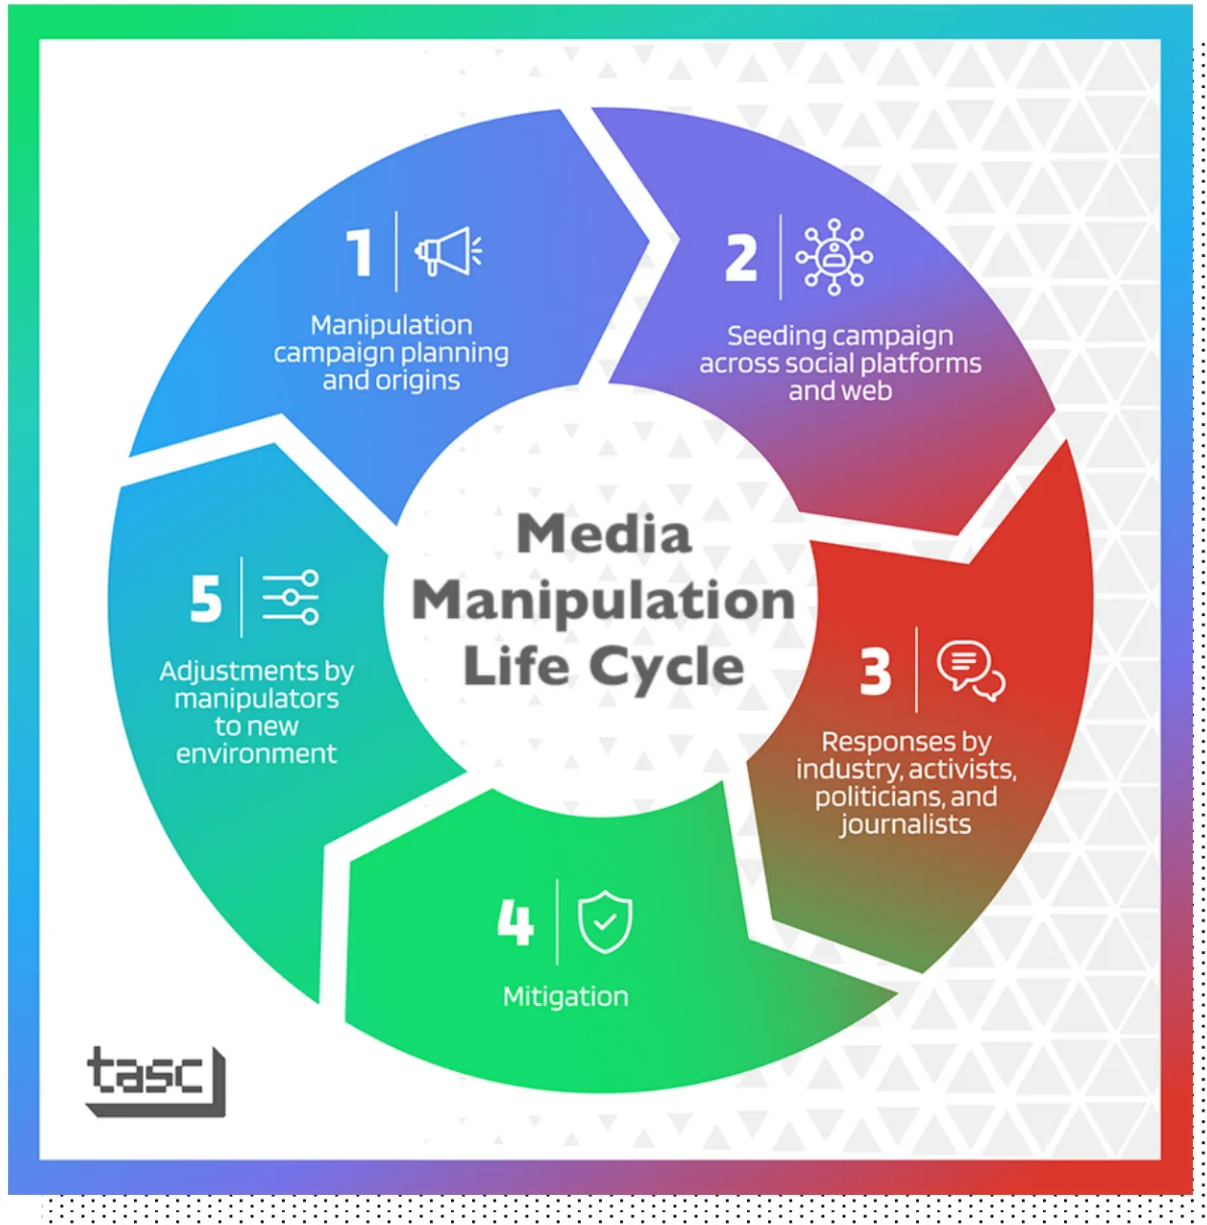 1
Manipulation
campaign planning
and origins
2
Seeding campaign
across social platforms
and web
3
Responses by
industry, activists,
politicians, and
journalists
4
Mitigation
5
Adjustments by
manipulators
to new
environment
Media
Manipulation
Life Cycle
tasc